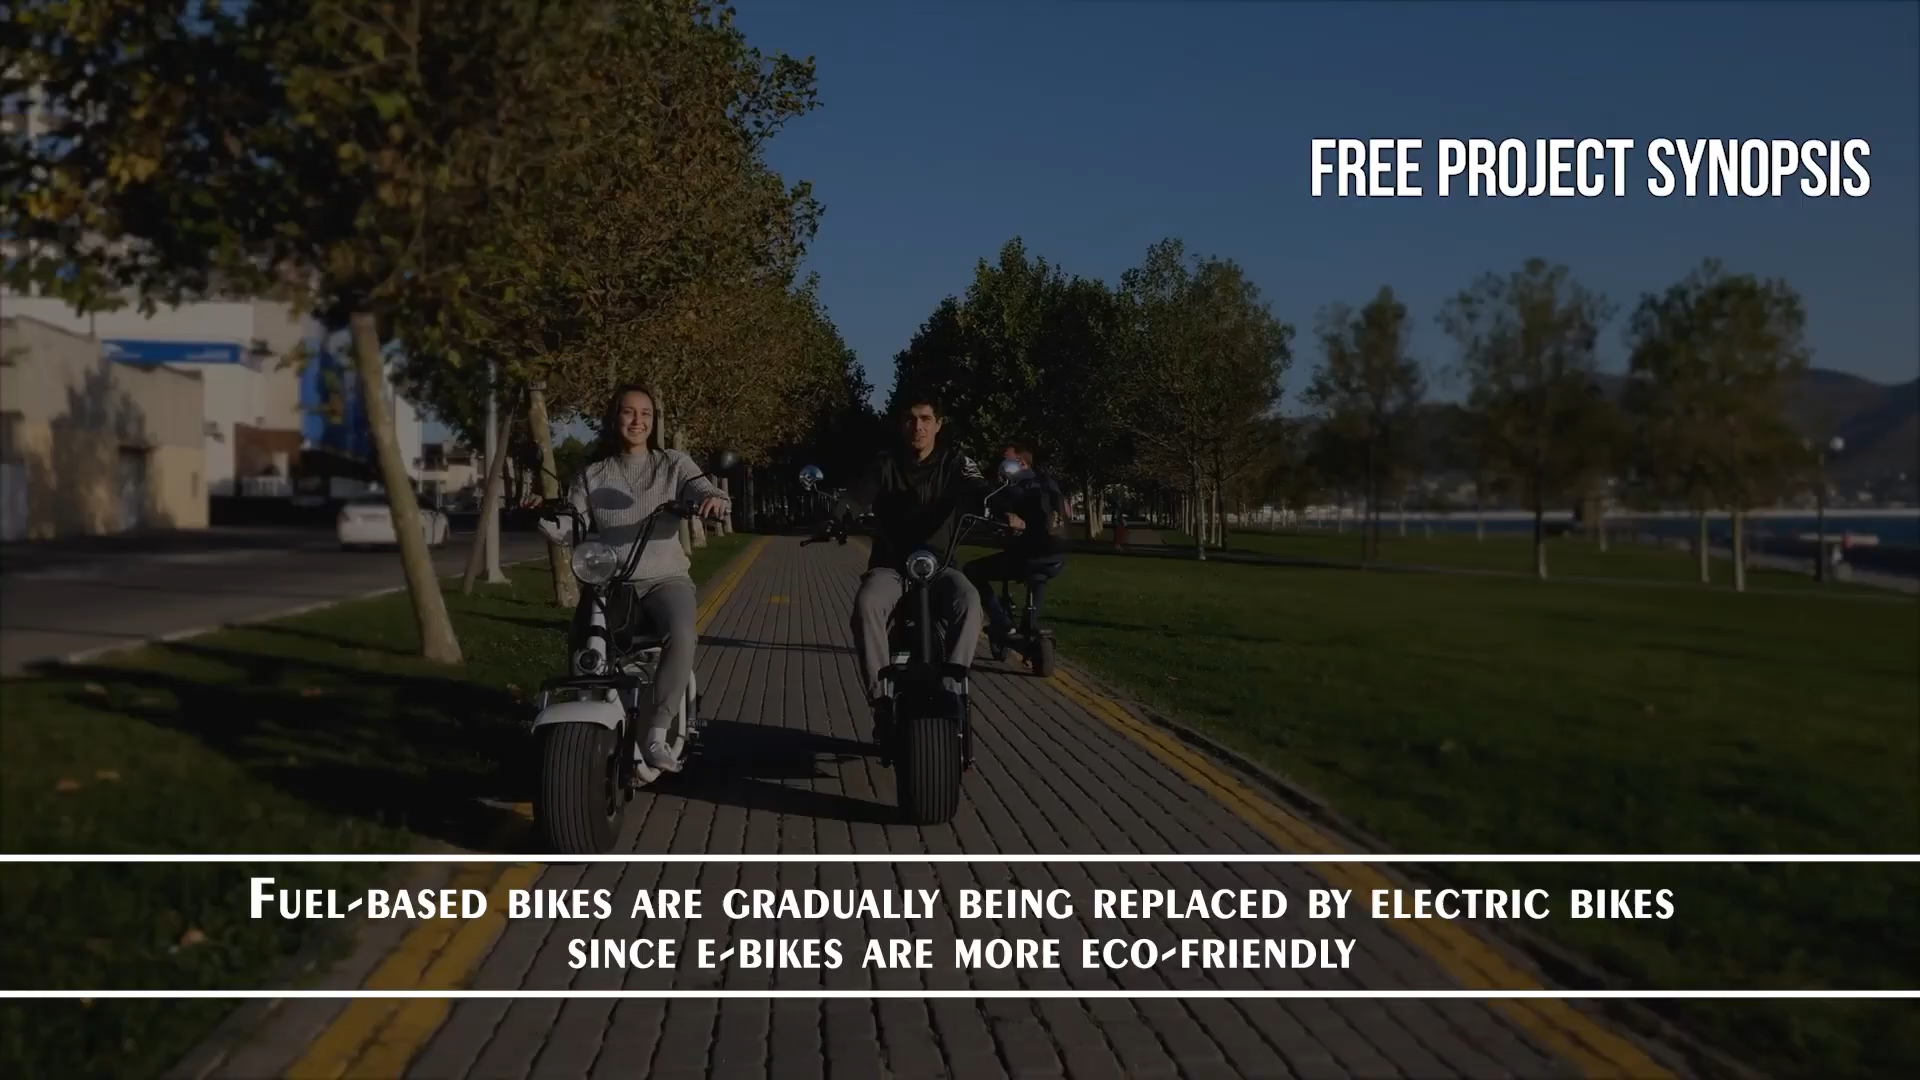 FREE PROJECT SYNOPSIS
Fuel-based bikes are gradually being replaced by electric bikes
since e-bikes are more eco-friendly